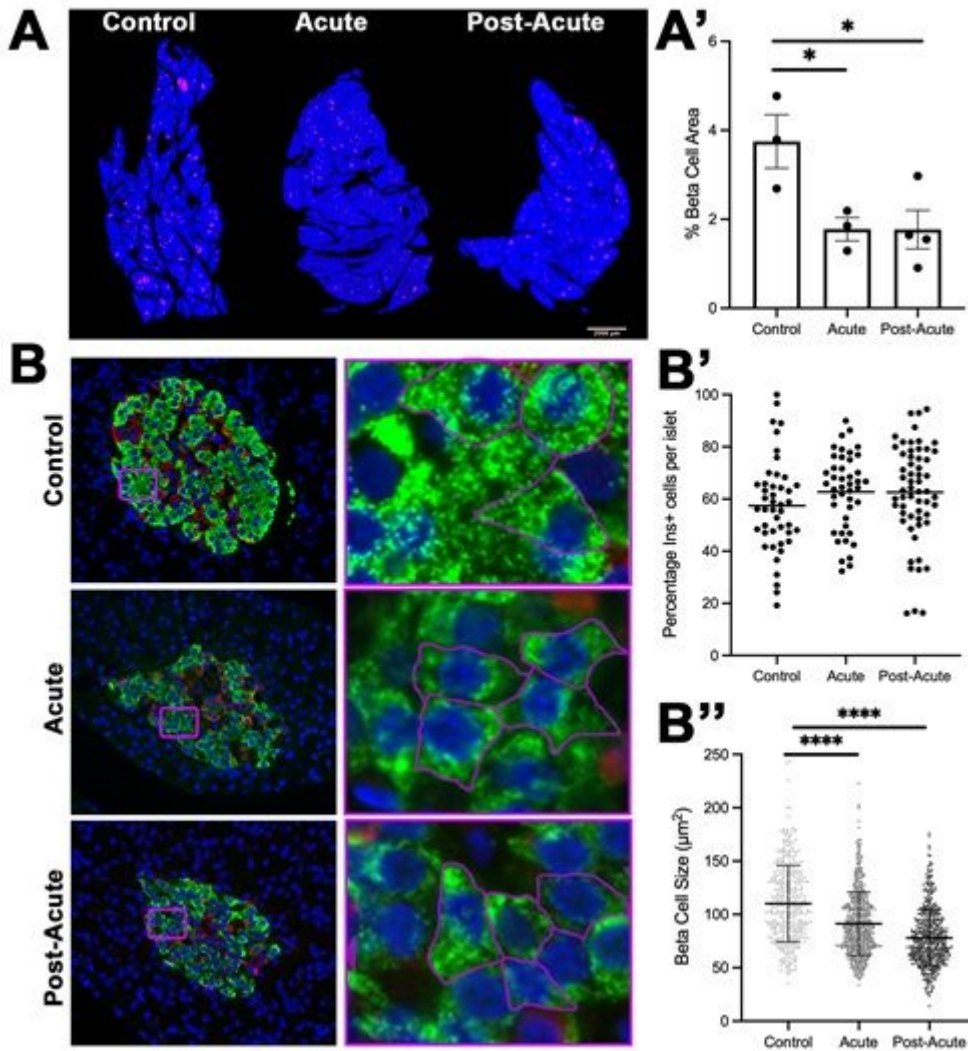 A
Control
Acute
Post-Acute
A'
% Beta Cell Area
6
4
2
0
*
*
Control
Acute
Post-Acute
B
Control
Acute
Post-Acute
B'
Percentage Ins+ cells per islet
100
80
60
40
20
0
Control
Acute
Post-Acute
B''
Beta Cell Size (µm²)
250
200
150
100
50
0
****
****
Control
Acute
Post-Acute